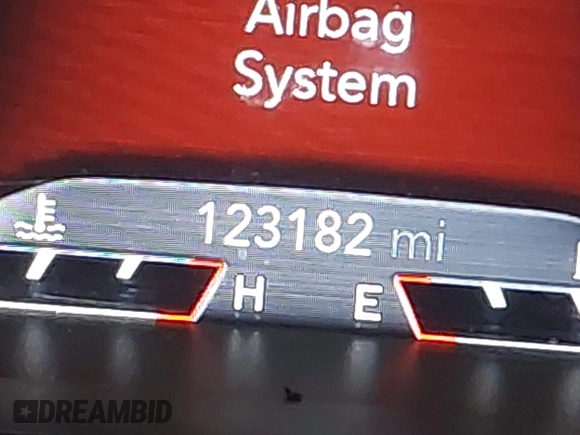 Airbag
System
123182 mi
H E
DREAMBID